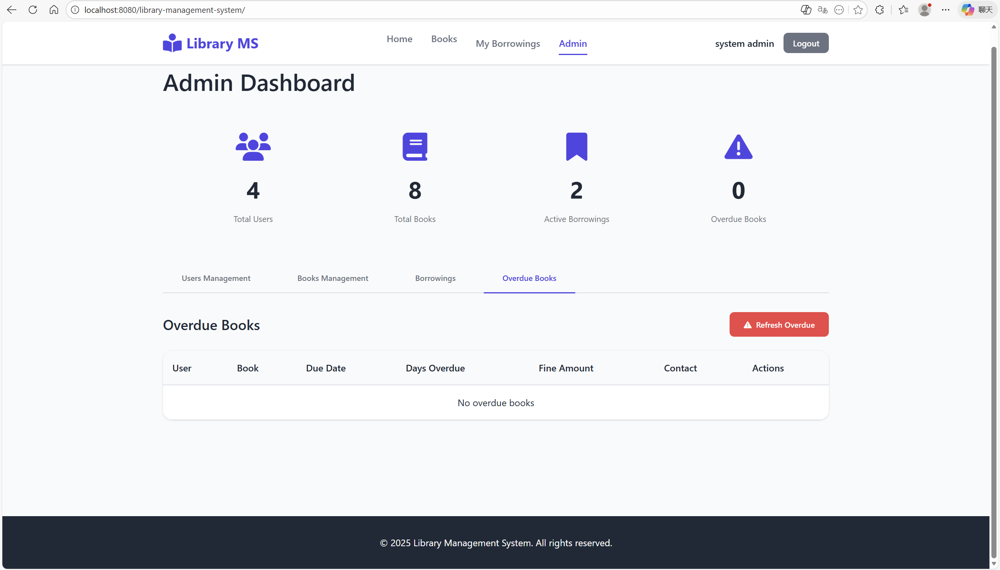 localhost:8080/library-management-system/
聊天
Library MS
Home Books My Borrowings Admin
system admin Logout
Admin Dashboard
4 8 2 0
Total Users Total Books Active Borrowings Overdue Books
Users Management Books Management Borrowings Overdue Books
Overdue Books
Refresh Overdue
User Book Due Date Days Overdue Fine Amount Contact Actions
No overdue books
© 2025 Library Management System. All rights reserved.